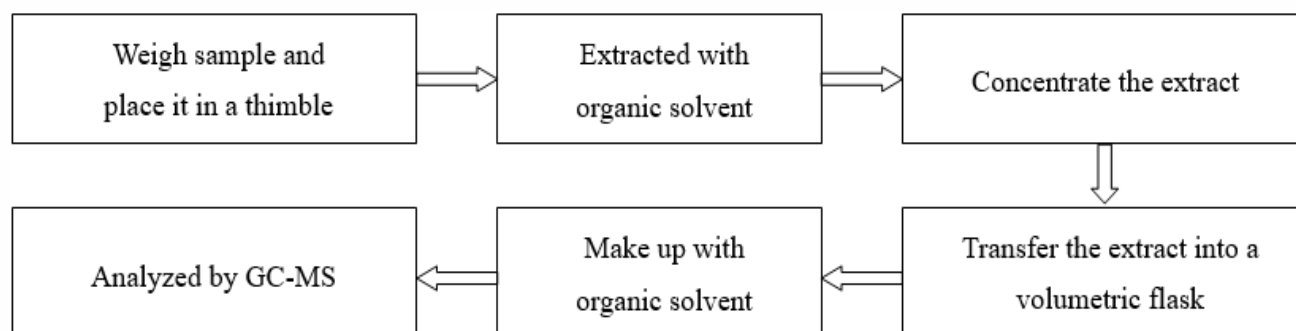 Weigh sample and
place it in a thimble
Extracted with
organic solvent
Concentrate the extract
Transfer the extract into a
volumetric flask
Make up with
organic solvent
Analyzed by GC-MS